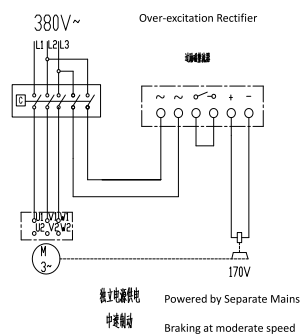 380V~
Over-excitation Rectifier
L1 L2 L3
C
~ ~ + −
U1 V1 W1
U2 V2 W2
M
3~
170V
独立电源供电
Powered by Separate Mains
中速制动
Braking at moderate speed